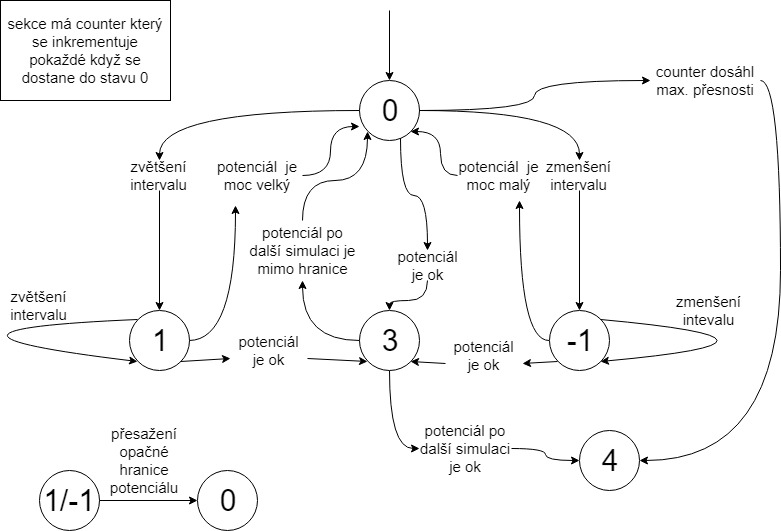 sekce má counter který
se inkrementuje
pokaždé když se
dostane do stavu 0
0
counter dosáhl
max. přesnosti
zvětšení
intervalu
potenciál je
moc velký
potenciál je
moc malý
zmenšení
intervalu
potenciál po
další simulaci je
mimo hranice
potenciál
je ok
zvětšení
intervalu
1
potenciál
je ok
3
potenciál
je ok
-1
zmenšení
intevalu
potenciál po
další simulaci
je ok
4
1/-1
přesažení
opačné
hranice
potenciálu
0